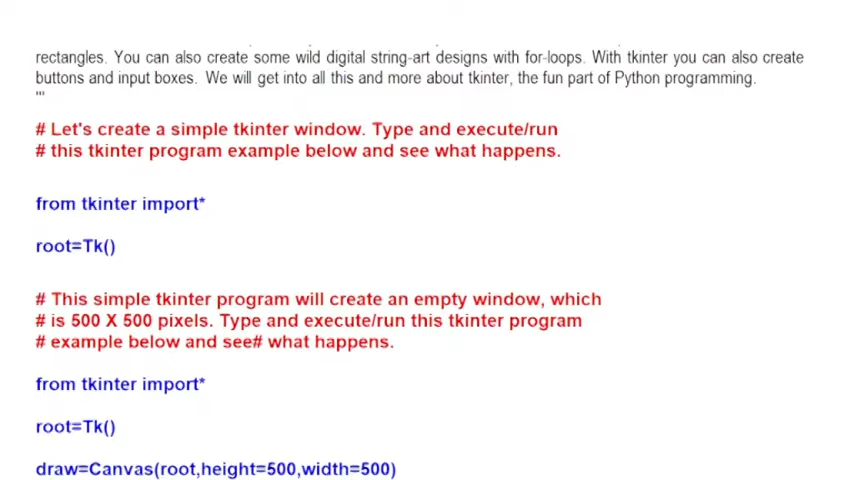 rectangles. You can also create some wild digital string-art designs with for-loops. With tkinter you can also create
buttons and input boxes. We will get into all this and more about tkinter, the fun part of Python programming.
'''
# Let's create a simple tkinter window. Type and execute/run
# this tkinter program example below and see what happens.
from tkinter import*
root=Tk()
# This simple tkinter program will create an empty window, which
# is 500 X 500 pixels. Type and execute/run this tkinter program
# example below and see# what happens.
from tkinter import*
root=Tk()
draw=Canvas(root,height=500,width=500)